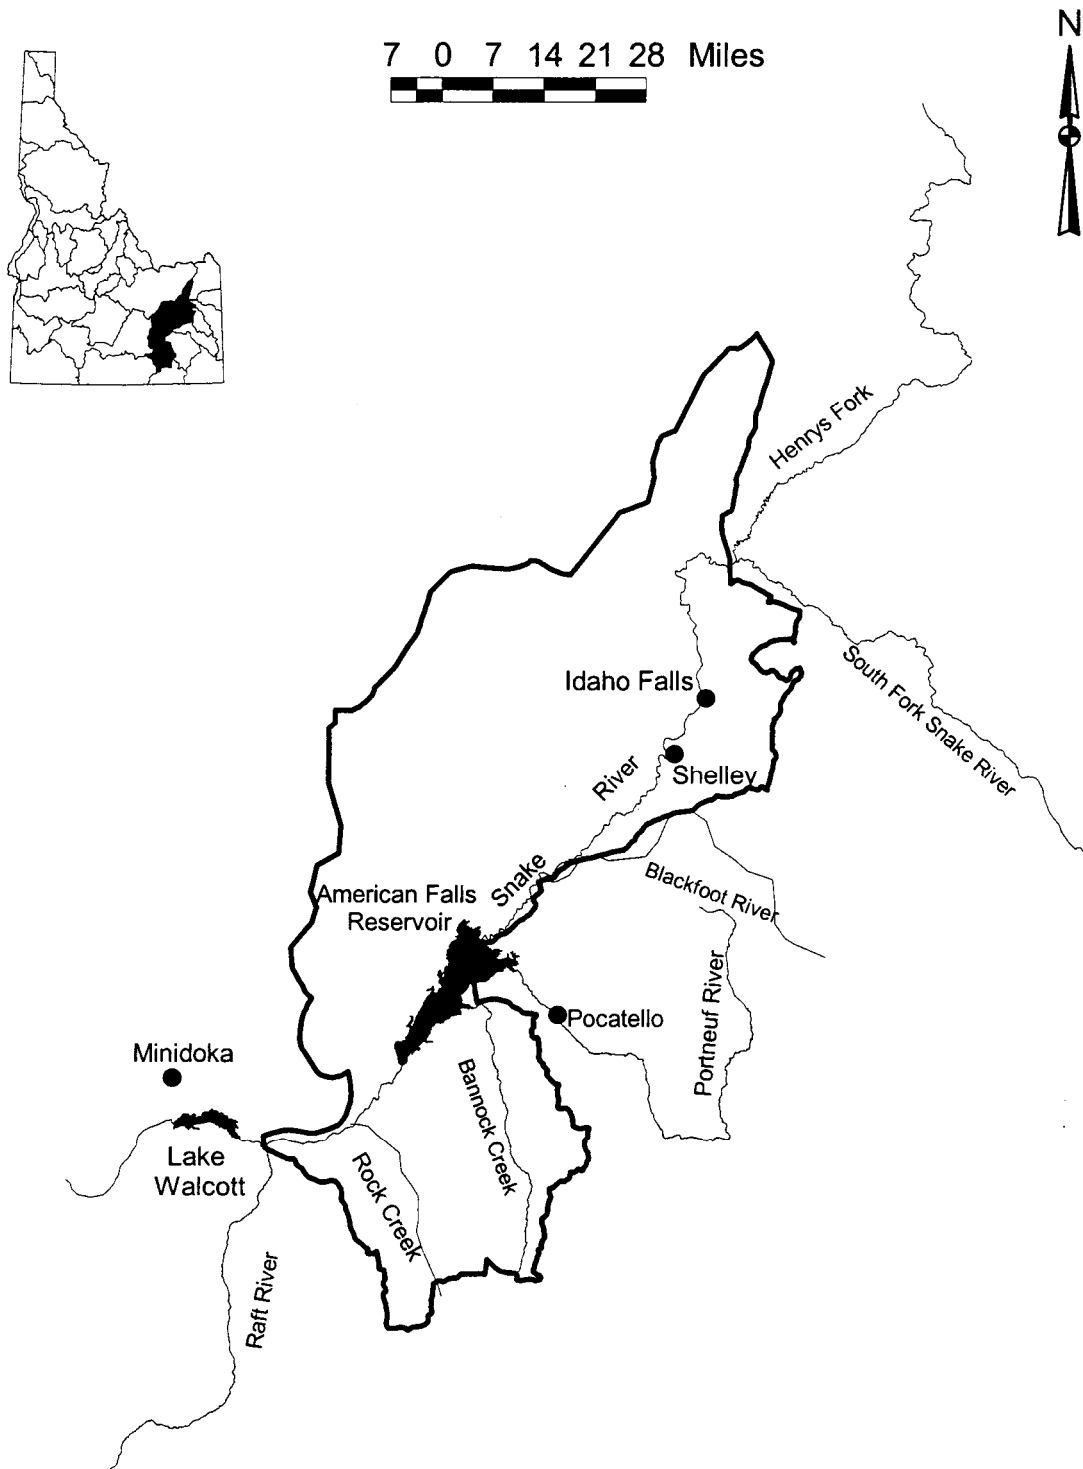 N
7 0 7 14 21 28 Miles
Henrys Fork
South Fork Snake River
Idaho Falls
Shelley
River
Snake
Blackfoot River
American Falls
Reservoir
Portneuf River
Pocatello
Minidoka
Bannock Creek
Lake
Walcott
Rock Creek
Raft River